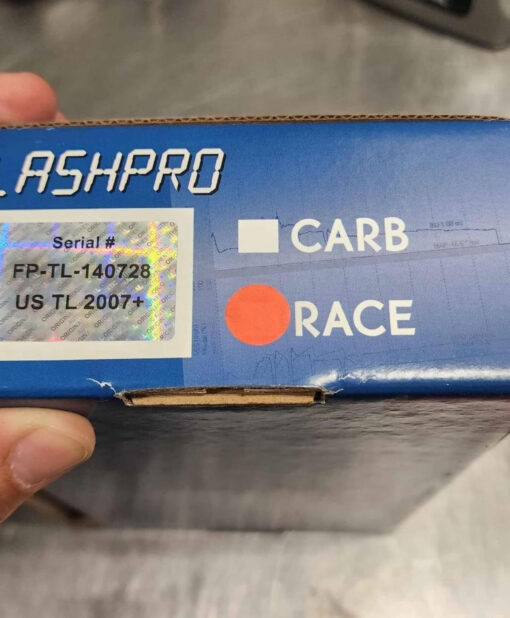 LASHPRO
Serial #
FP-TL-140728
US TL 2007+
CARB
RACE